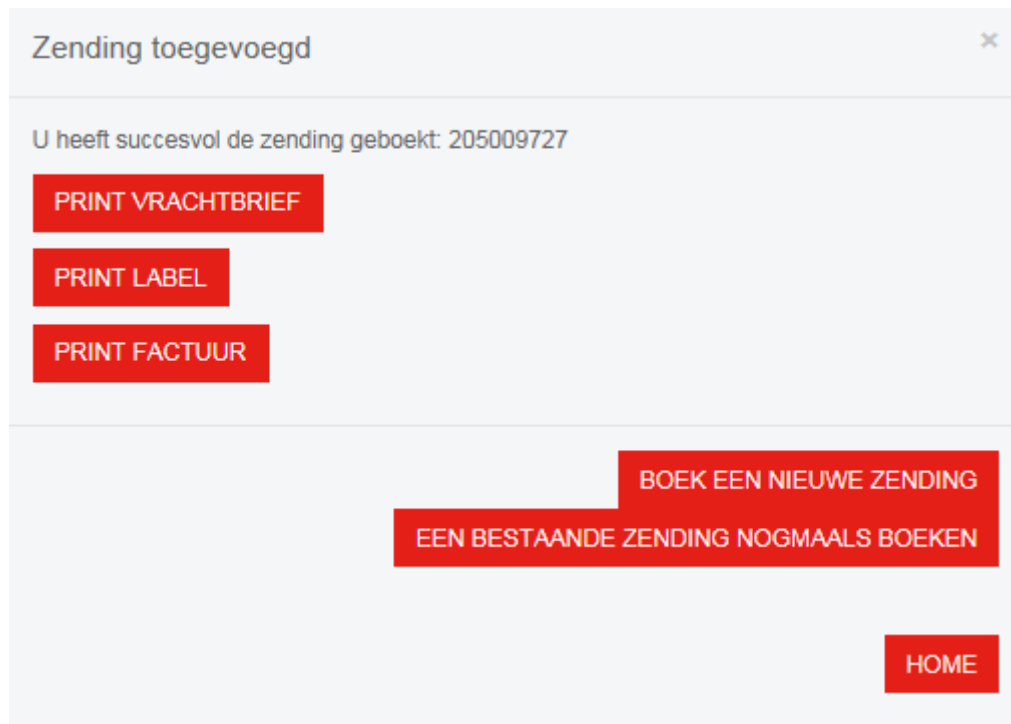 Zending toegevoegd
×
U heeft succesvol de zending geboekt: 205009727
PRINT VRACHTBRIEF
PRINT LABEL
PRINT FACTUUR
BOEK EEN NIEUWE ZENDING
EEN BESTAANDE ZENDING NOGMAALS BOEKEN
HOME